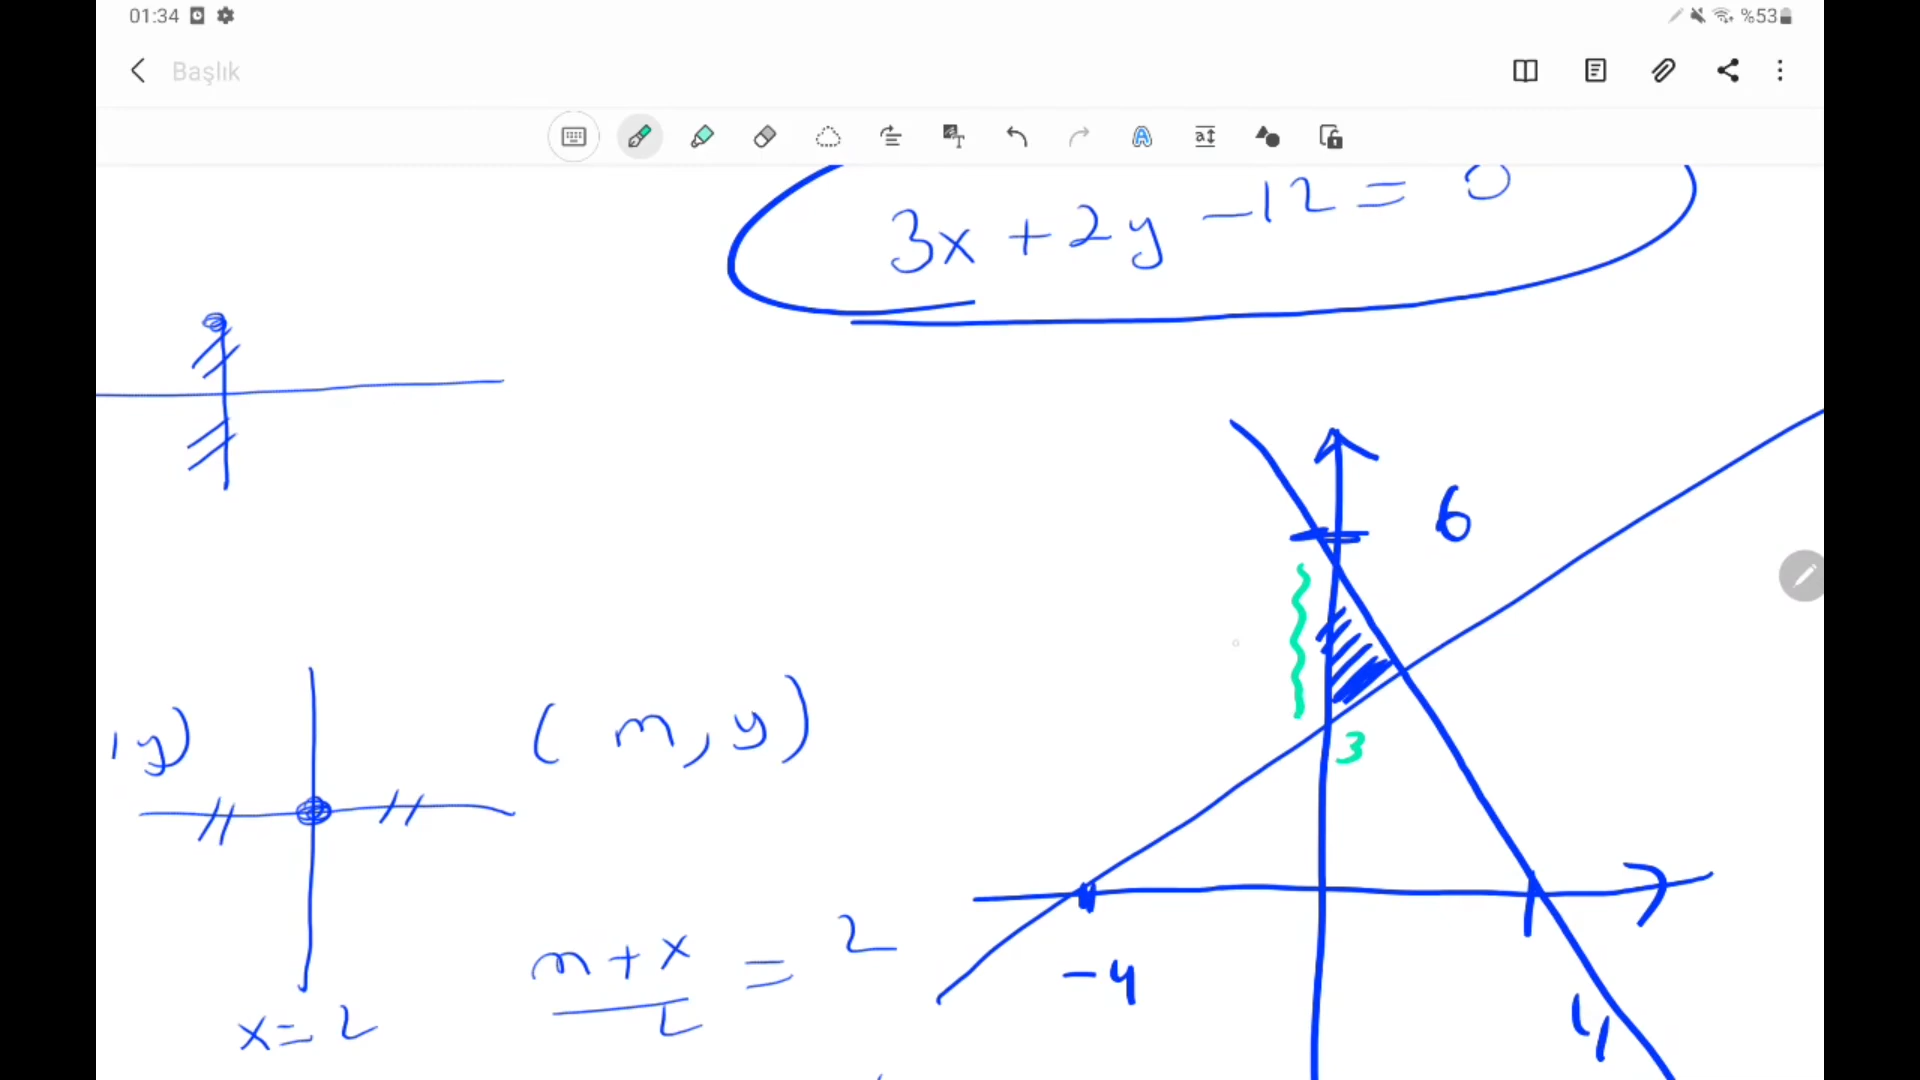 01:34
%53
Başlık
3x + 2y - 12 = 0
6
3
, y)
(m, y)
-4
4
m + x / 2 = 2
x = 2